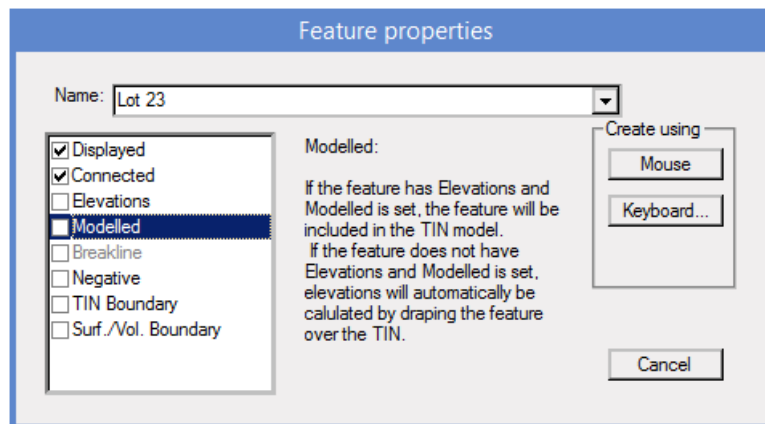 Feature properties
Name: Lot 23
Displayed
Connected
Elevations
Modelled
Breakline
Negative
TIN Boundary
Surf./Vol. Boundary
Modelled:
If the feature has Elevations and
Modelled is set, the feature will be
included in the TIN model.
If the feature does not have
Elevations and Modelled is set,
elevations will automatically be
calulated by draping the feature
over the TIN.
Create using
Mouse
Keyboard...
Cancel